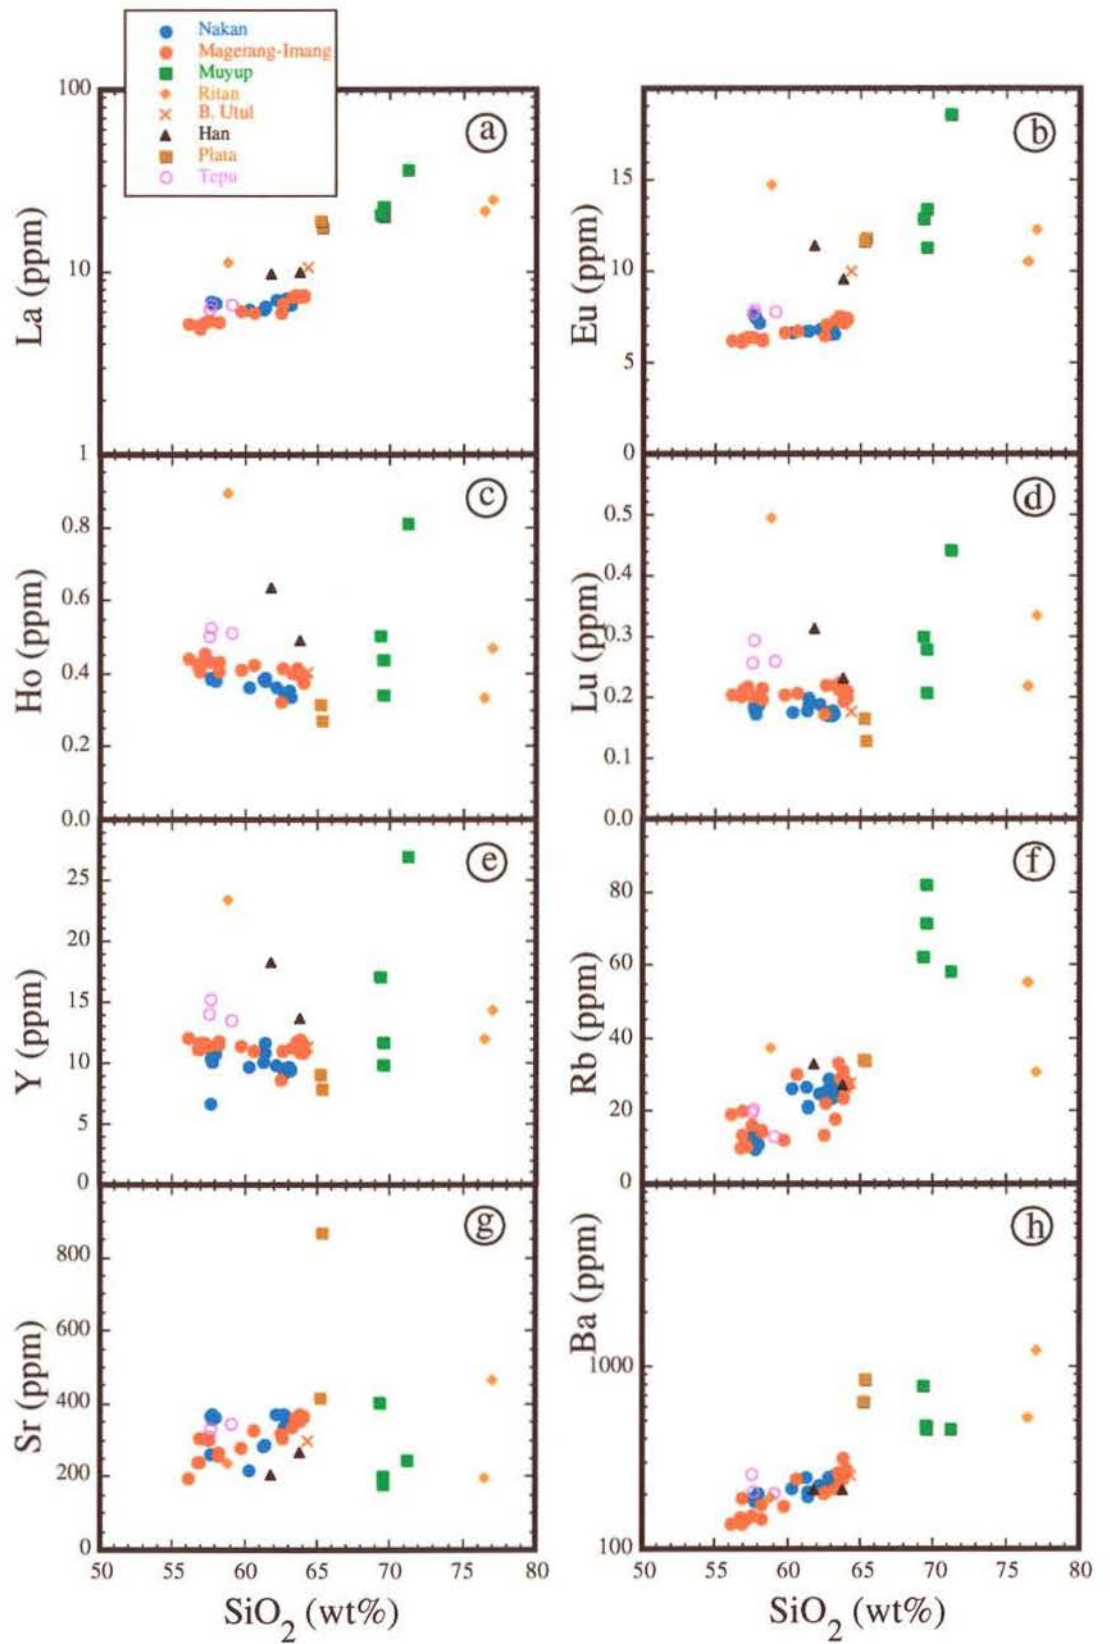 Nakan
Magerang-Imang
Muyup
Ritan
B. Utul
Han
Plata
Tepu
100
10
1
La (ppm)
a
15
10
5
0
Eu (ppm)
b
0.8
0.6
0.4
0.2
0.0
Ho (ppm)
c
0.5
0.4
0.3
0.2
0.1
0.0
Lu (ppm)
d
25
20
15
10
5
0
Y (ppm)
e
80
60
40
20
0
Rb (ppm)
f
800
600
400
200
0
Sr (ppm)
g
1000
100
Ba (ppm)
h
50 55 60 65 70 75 80
50 55 60 65 70 75 80
SiO2 (wt%)
SiO2 (wt%)